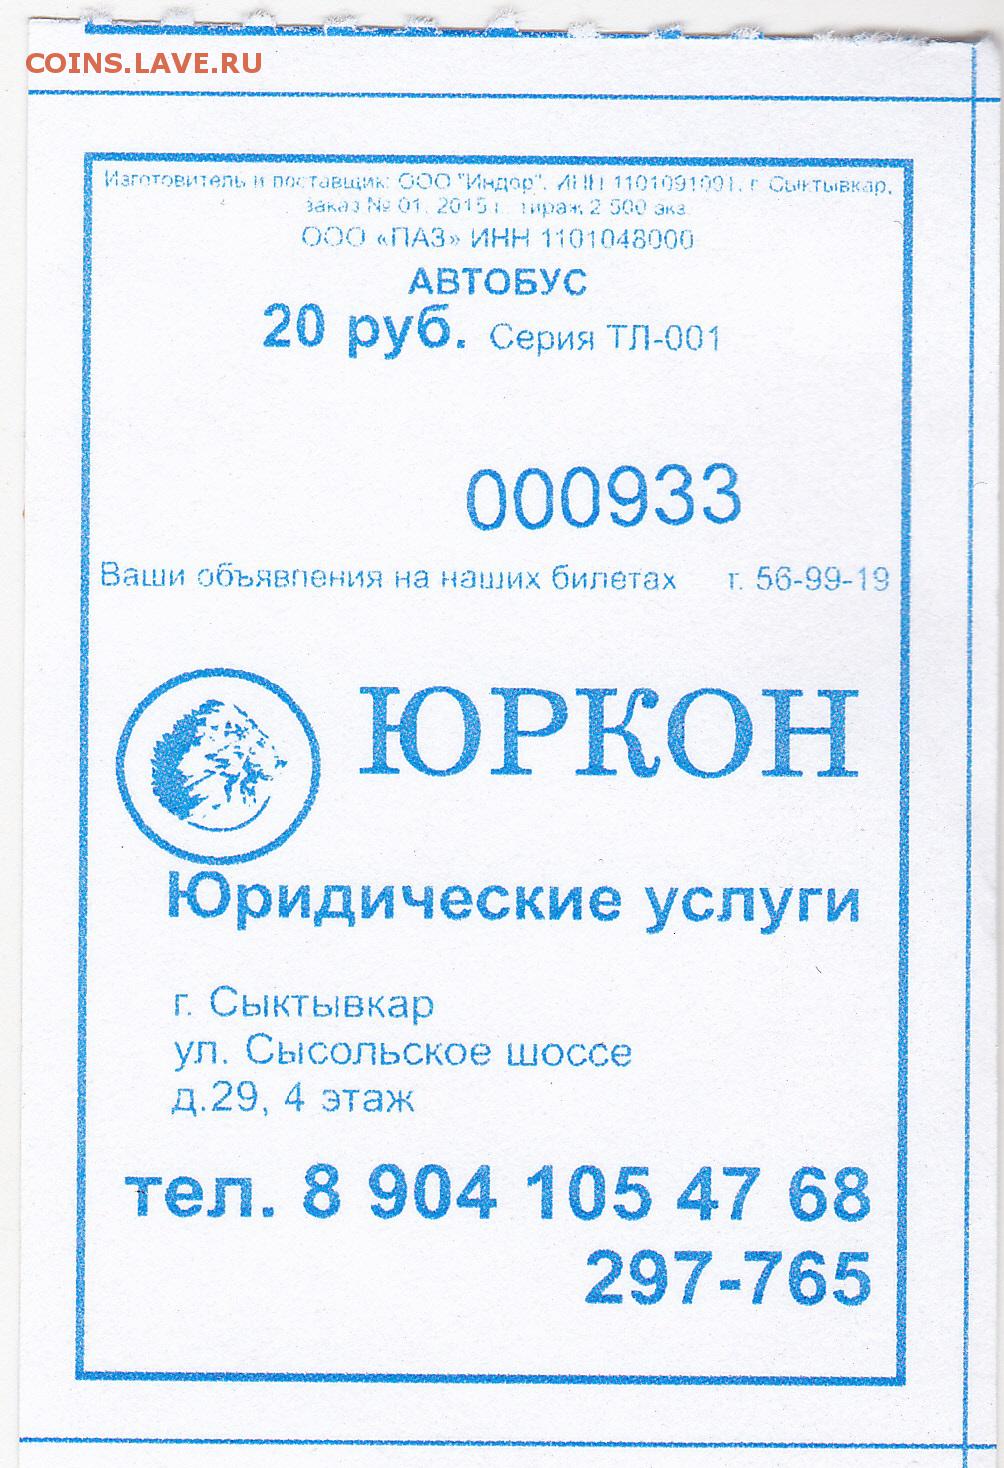 COINS.LAVE.RU
Изготовитель и поставщик: ООО "Индор", ИНН 1101091091, г. Сыктывкар,
заказ № 01, 2015 г., тираж 2 500 экз.
ООО «ПАЗ» ИНН 1101048000
АВТОБУС
20 руб. Серия ТЛ-001
000933
Ваши объявления на наших билетах т. 56-99-19
ЮРКОН
Юридические услуги
г. Сыктывкар
ул. Сысольское шоссе
д.29, 4 этаж
тел. 8 904 105 47 68
297-765